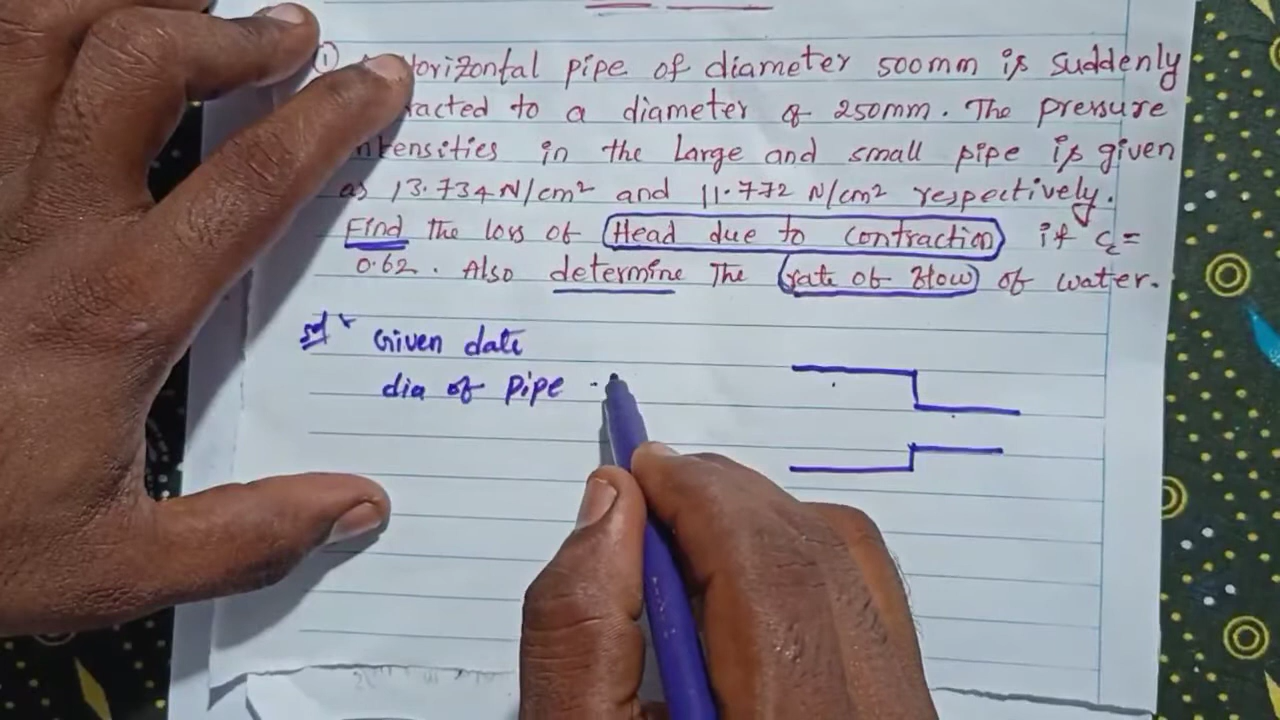 ① Horizontal pipe of diameter 500mm is suddenly
racted to a diameter of 250mm. The pressure
ntensities in the Large and small pipe is given
as 13.734 N/cm² and 11.772 N/cm² respectively.
Find the loss of Head due to contraction if Cc=
0.62. Also determine The rate of flow of water.
sol Given date
dia of pipe